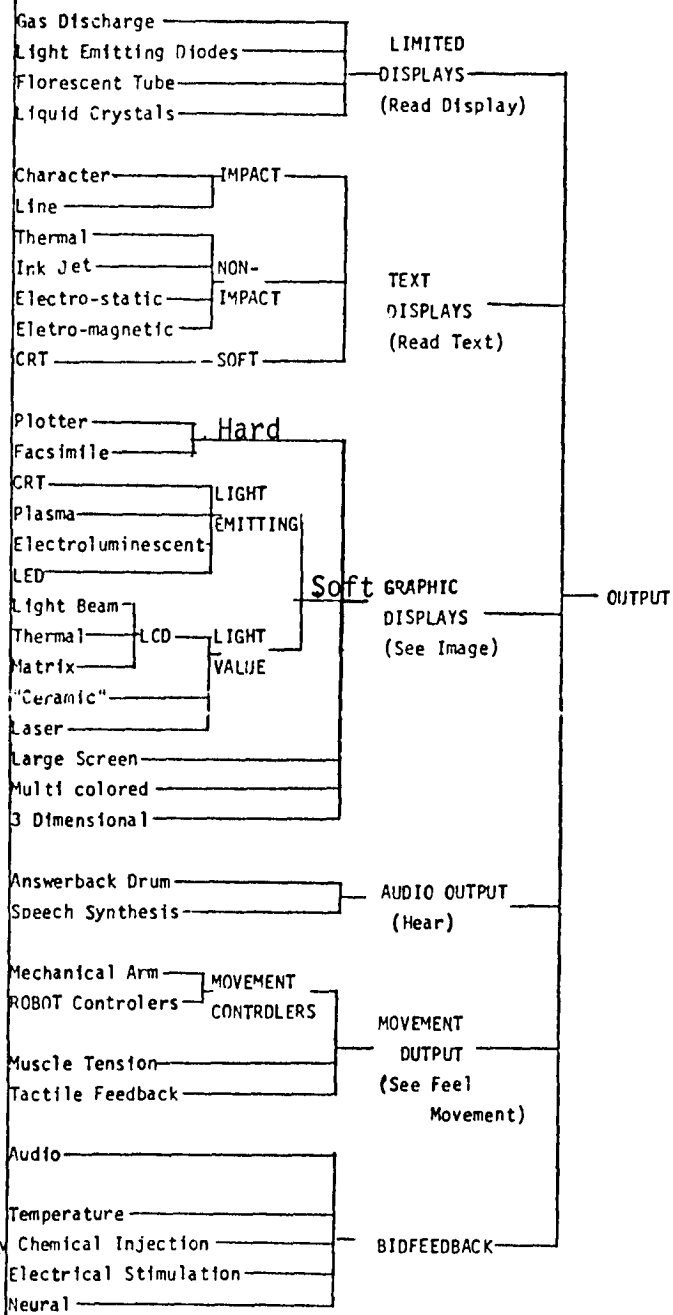 Gas Discharge
Light Emitting Diodes
LIMITED
DISPLAYS
Florescent Tube
(Read Display)
Liquid Crystals
Character
IMPACT
Line
Thermal
Ink Jet
NON-
IMPACT
TEXT
DISPLAYS
(Read Text)
Electro-static
Eletro-magnetic
CRT
SOFT
Plotter
Hard
Facsimile
CRT
LIGHT
EMITTING
Plasma
Electroluminescent
LED
Soft
GRAPHIC
DISPLAYS
(See Image)
OUTPUT
Light Beam
Thermal
LCD
LIGHT
VALUE
Matrix
"Ceramic"
Laser
Large Screen
Multi colored
3 Dimensional
Answerback Drum
AUDIO OUTPUT
(Hear)
Speech Synthesis
Mechanical Arm
MOVEMENT
CONTROLERS
ROBOT Controlers
MOVEMENT
OUTPUT
(See Feel
Movement)
Muscle Tension
Tactile Feedback
Audio
Temperature
Chemical Injection
BIOFEEDBACK
Electrical Stimulation
Neural